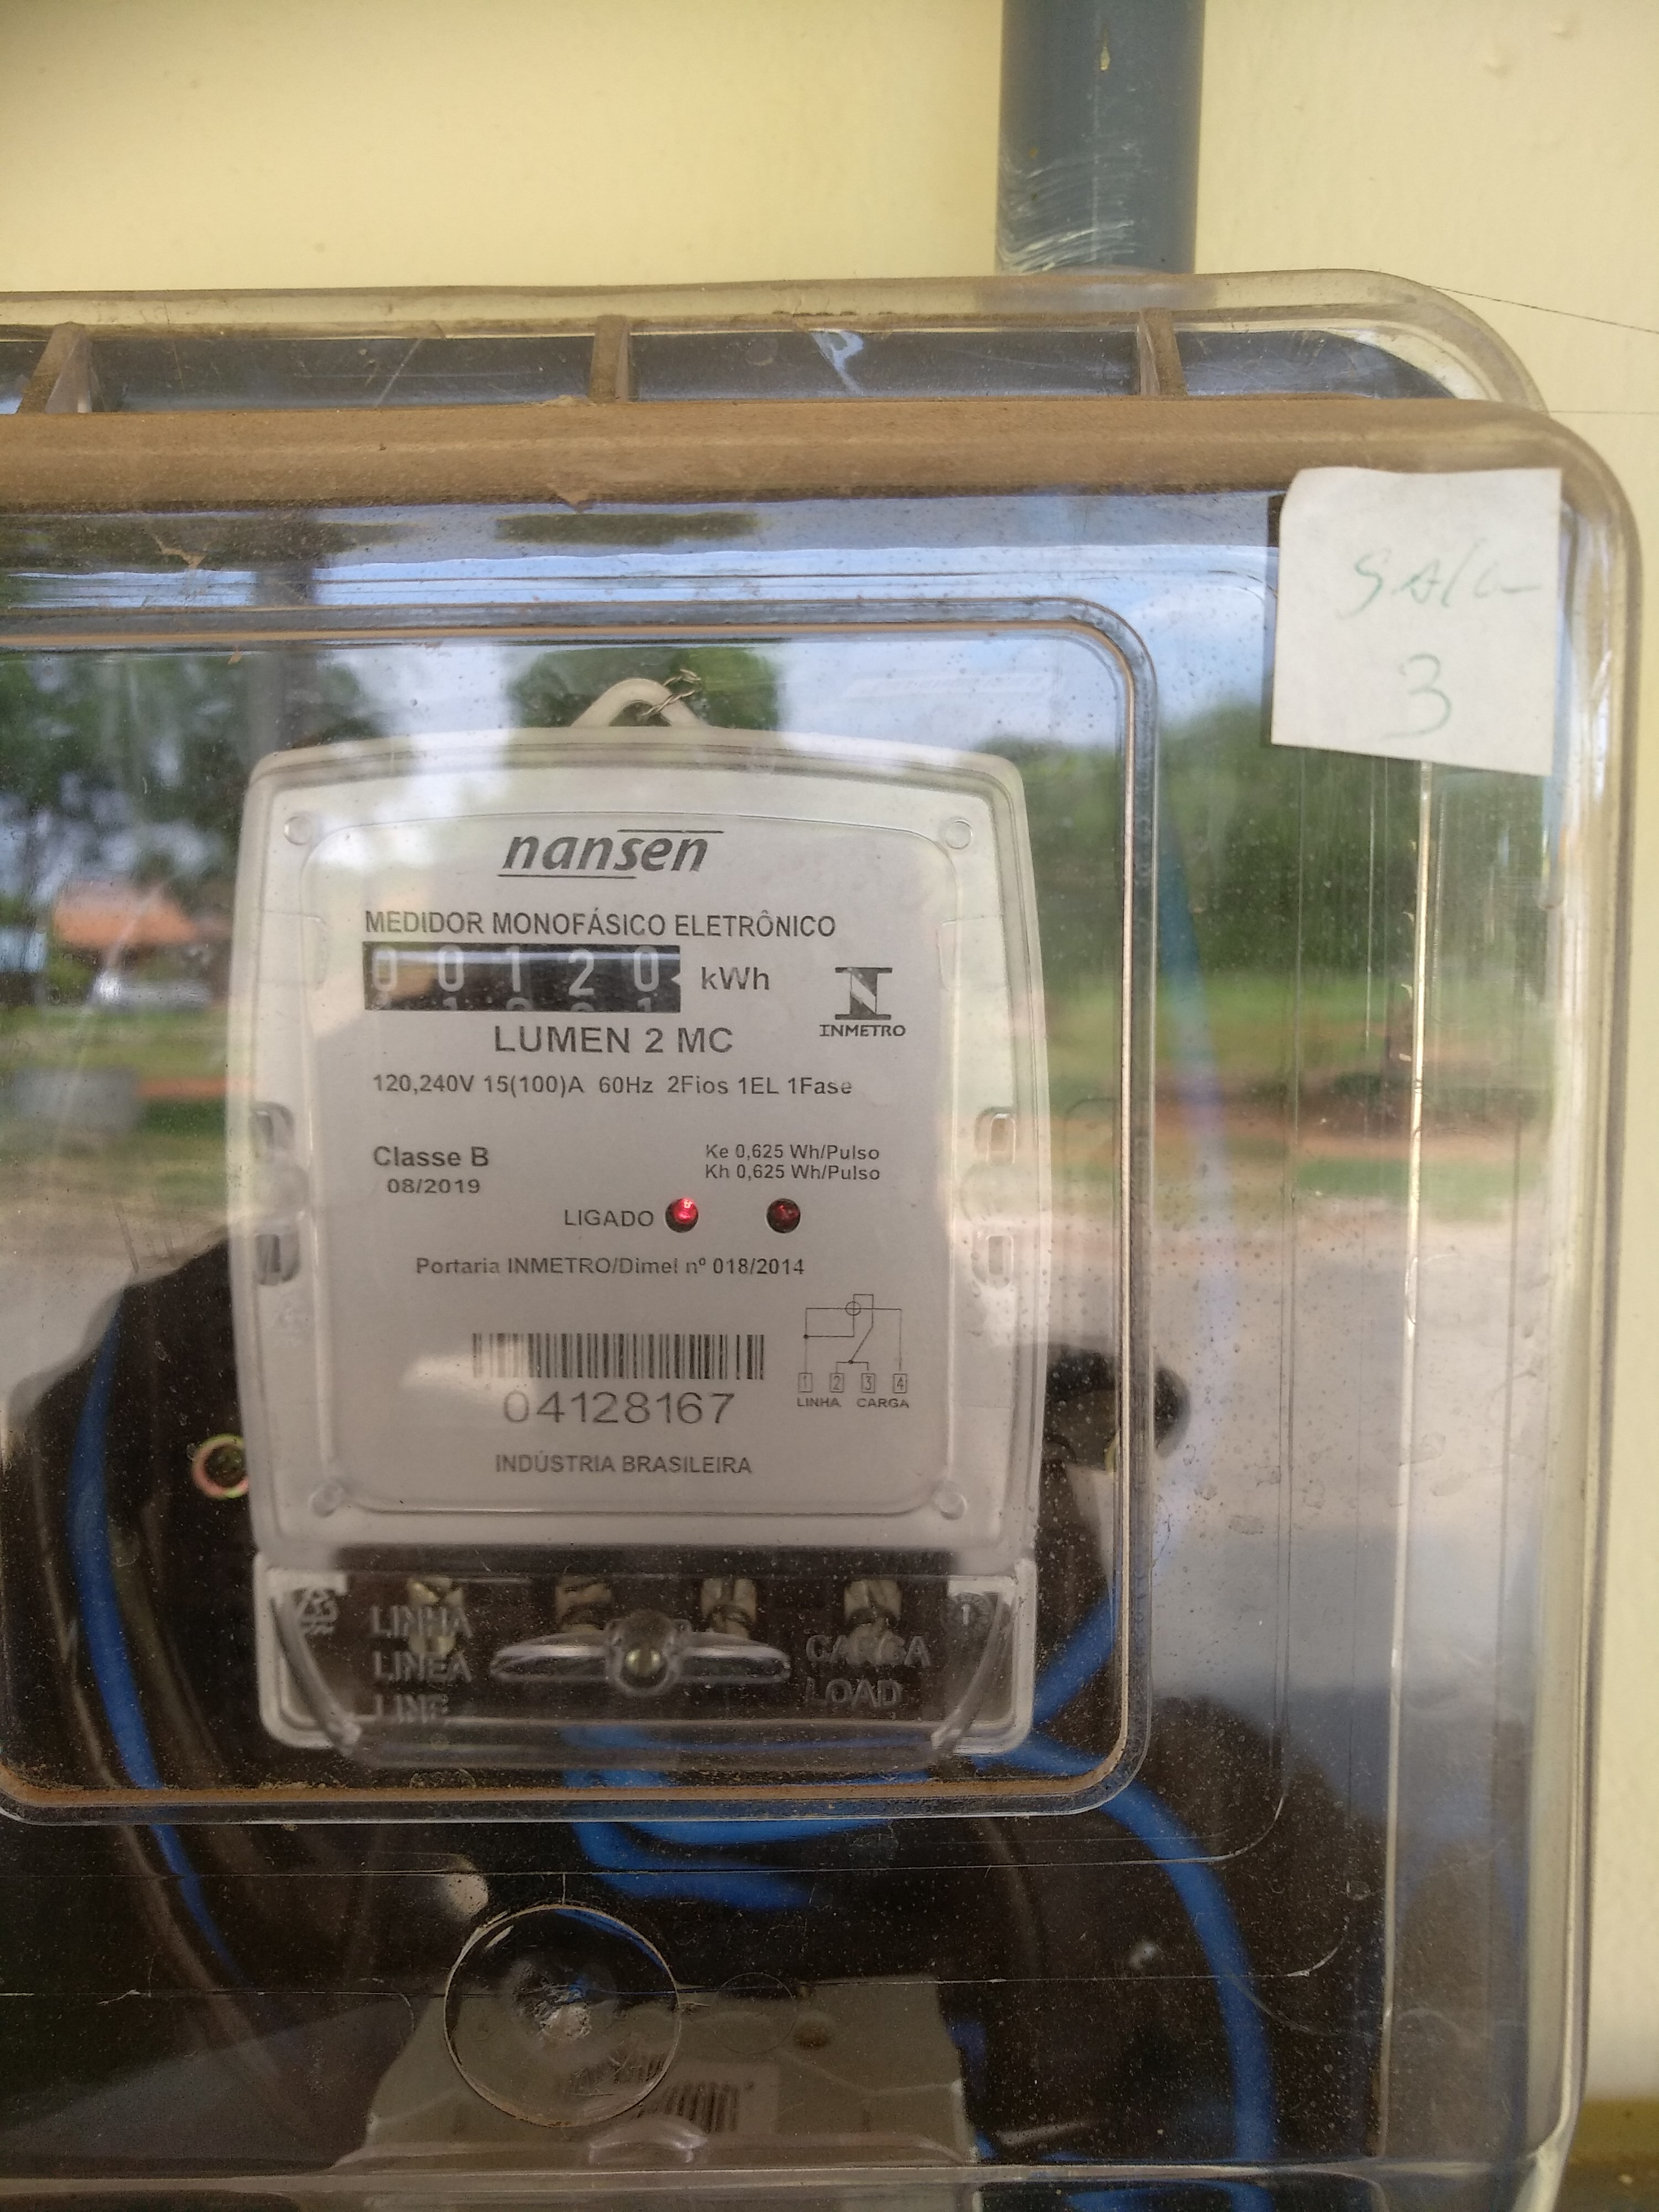 Sala
3
nansen
MEDIDOR MONOFÁSICO ELETRÔNICO
00120 kWh
INMETRO
LUMEN 2 MC
120,240V 15(100)A 60Hz 2Fios 1EL 1Fase
Classe B
08/2019
Ke 0,625 Wh/Pulso
Kh 0,625 Wh/Pulso
LIGADO
Portaria INMETRO/Dimel nº 018/2014
1 2 3 4
LINHA CARGA
04128167
INDÚSTRIA BRASILEIRA
LINHA
LINEA
LINE
CARGA
LOAD